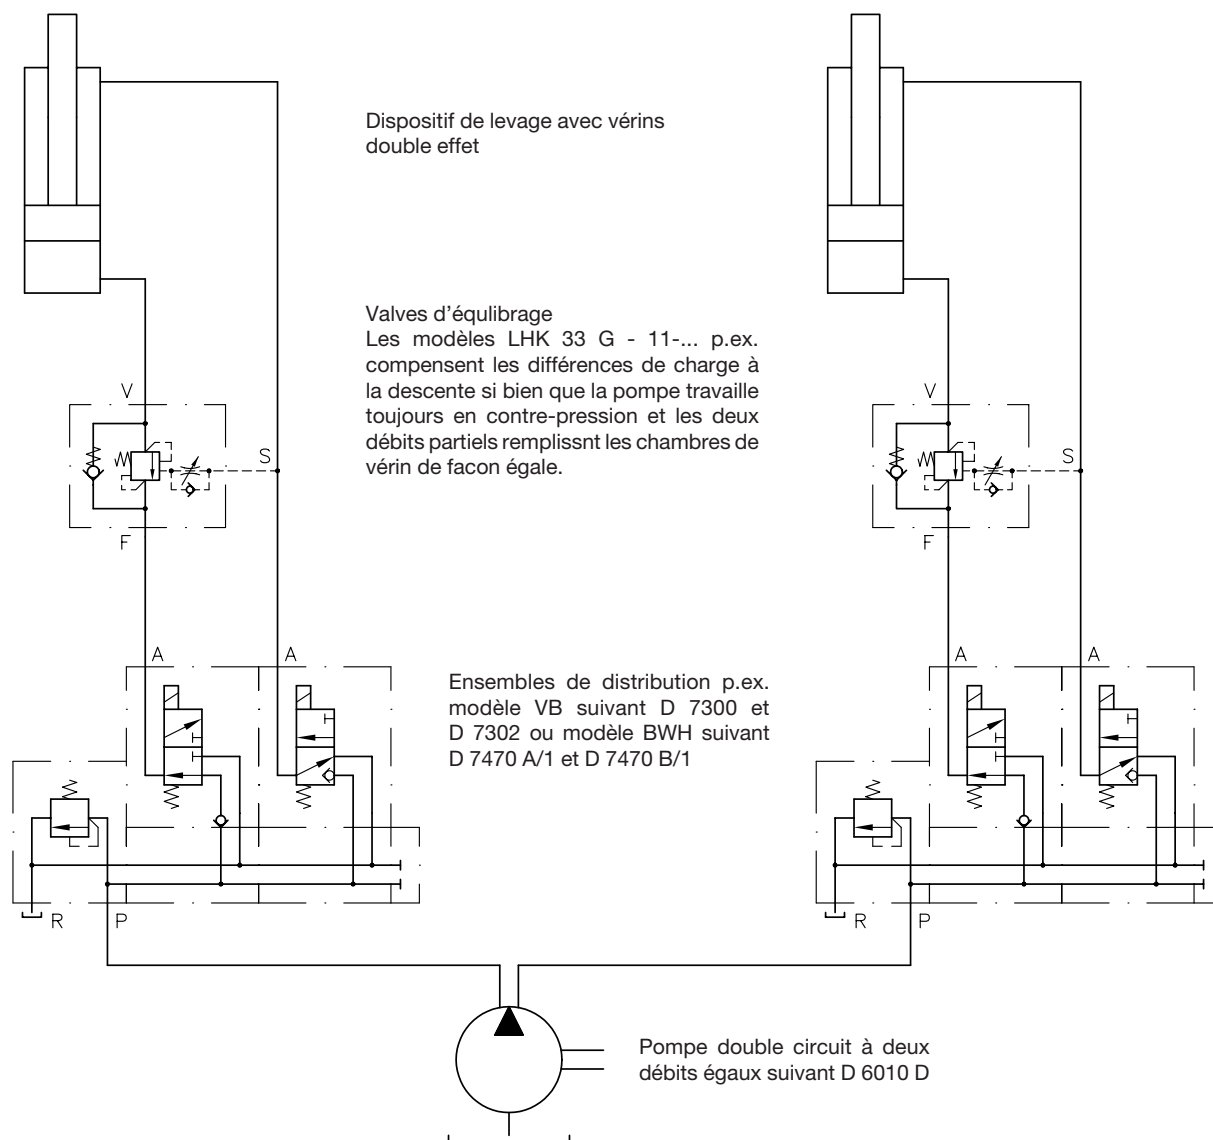 Dispositif de levage avec vérins
double effet
Valves d'équlibrage
Les modèles LHK 33 G - 11-... p.ex.
compensent les différences de charge à
la descente si bien que la pompe travaille
toujours en contre-pression et les deux
débits partiels remplissnt les chambres de
vérin de facon égale.
V
S
F
V
S
F
A
A
Ensembles de distribution p.ex.
modèle VB suivant D 7300 et
D 7302 ou modèle BWH suivant
D 7470 A/1 et D 7470 B/1
A
A
R
P
R
P
Pompe double circuit à deux
débits égaux suivant D 6010 D